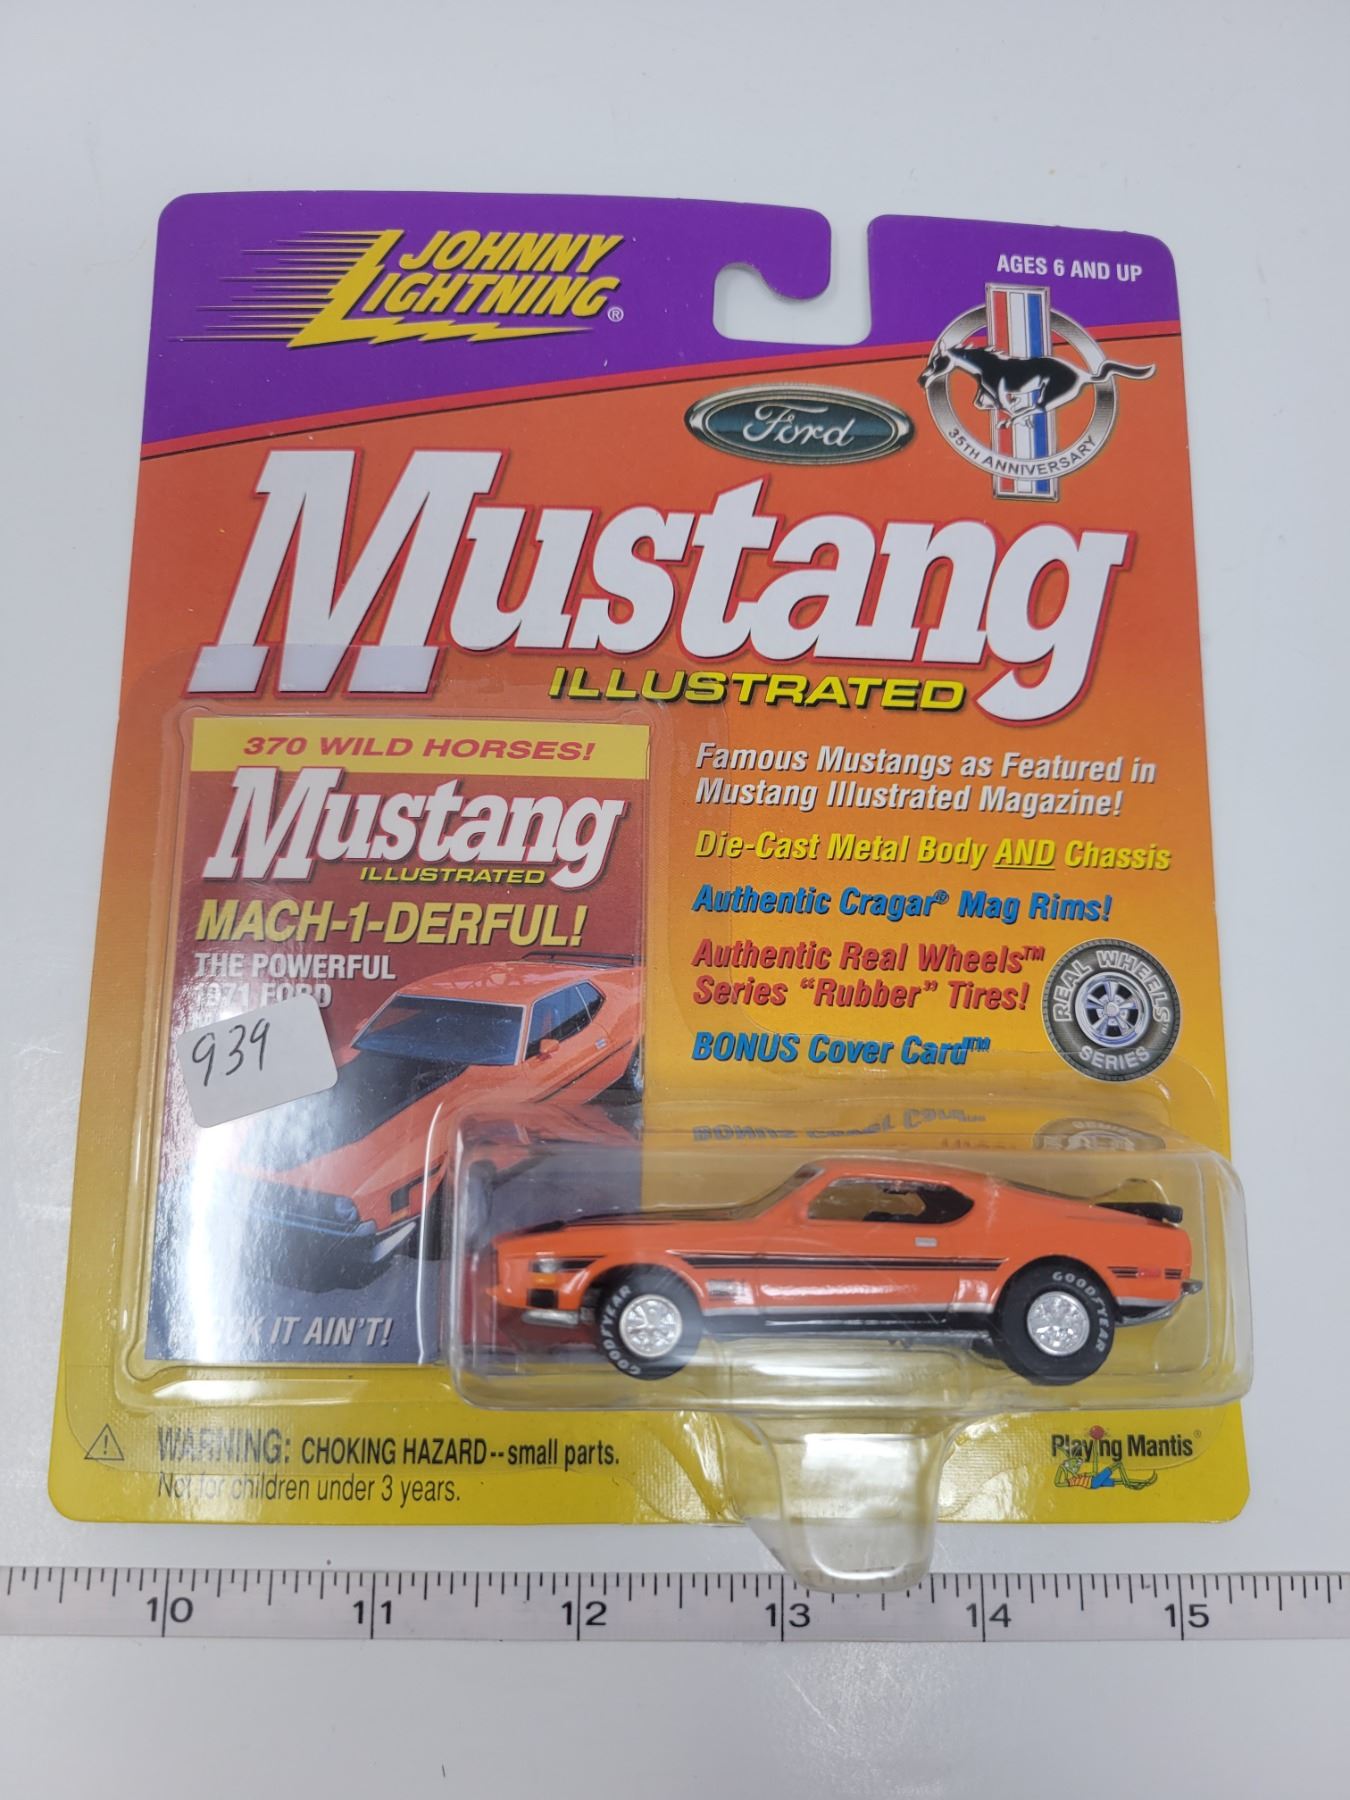 JOHNNY
LIGHTNING®
AGES 6 AND UP
Ford
35TH ANNIVERSARY
Mustang
ILLUSTRATED
370 WILD HORSES!
Mustang
ILLUSTRATED
MACH-1-DERFUL!
THE POWERFUL
1971 FORD
939
IT AIN'T!
Famous Mustangs as Featured in
Mustang Illustrated Magazine!
Die-Cast Metal Body AND Chassis
Authentic Cragar® Mag Rims!
Authentic Real Wheels™
Series "Rubber" Tires!
BONUS Cover Card™
REAL WHEELS™
SERIES
GOODYEAR
GOODYEAR
WARNING: CHOKING HAZARD--small parts.
Not for children under 3 years.
Playing Mantis®
10 11 12 13 14 15